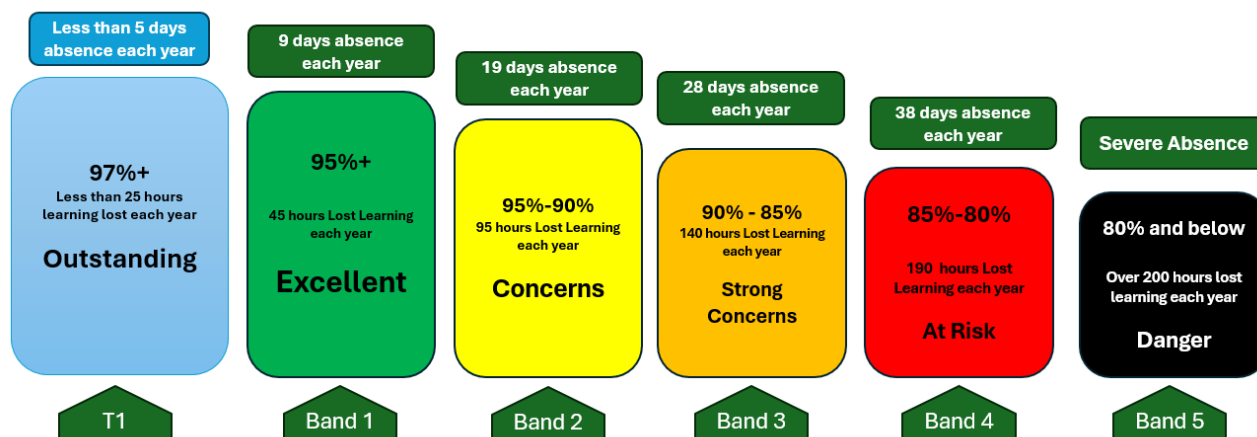 Less than 5 days
absence each year
97%+
Less than 25 hours
learning lost each year
Outstanding
T1
9 days absence
each year
95%+
45 hours Lost Learning
each year
Excellent
Band 1
19 days absence
each year
95%-90%
95 hours Lost Learning
each year
Concerns
Band 2
28 days absence
each year
90% - 85%
140 hours Lost Learning
each year
Strong
Concerns
Band 3
38 days absence
each year
85%-80%
190 hours Lost
Learning each year
At Risk
Band 4
Severe Absence
80% and below
Over 200 hours lost
learning each year
Danger
Band 5